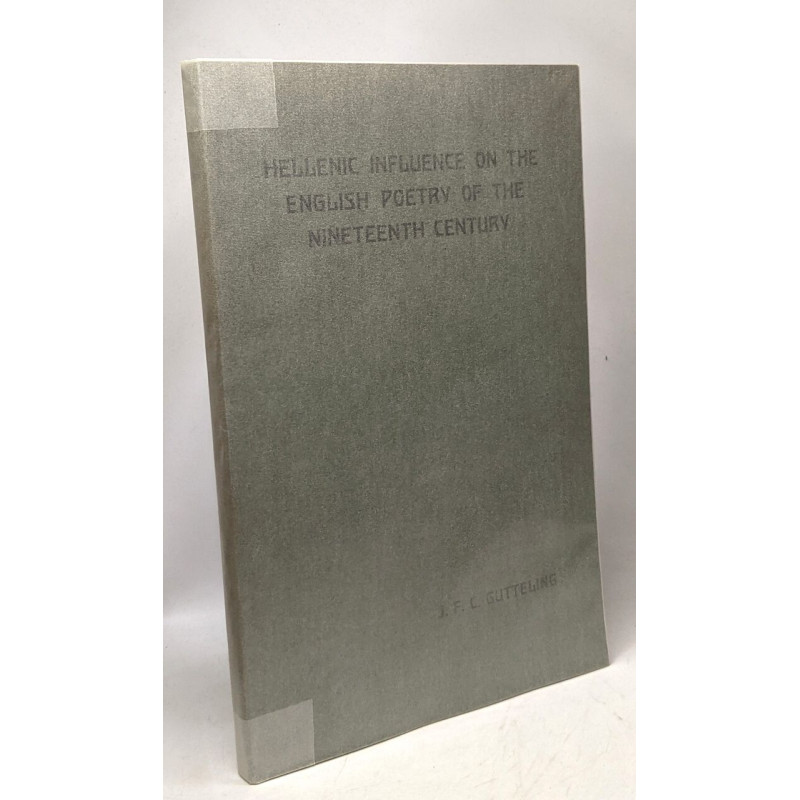 HELLENIC INFLUENCE ON THE
ENGLISH POETRY OF THE
NINETEENTH CENTURY
J. F. C. GUTTELING